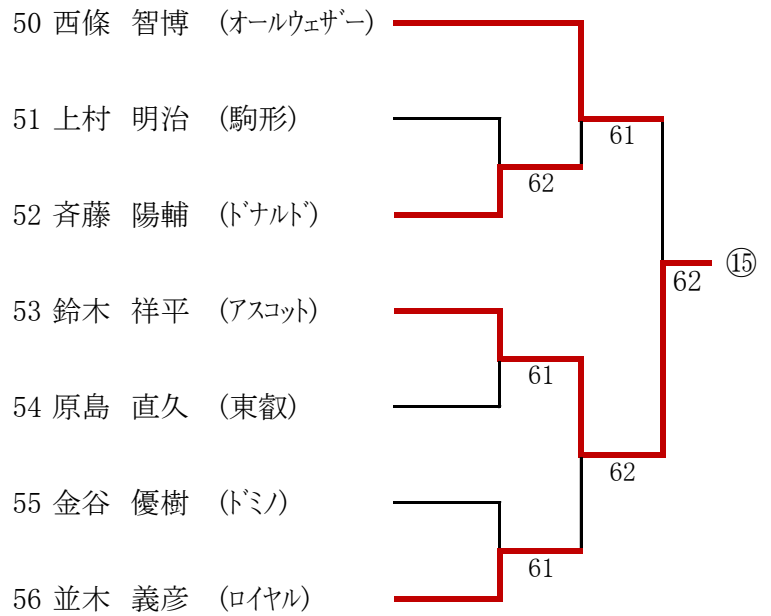 50 西條 智博 (オールウェザー)
61
51 上村 明治 (駒形)
62
52 斉藤 陽輔 (ドナルド)
⑮
62
53 鈴木 祥平 (アスコット)
61
54 原島 直久 (東叡)
62
55 金谷 優樹 (ドミノ)
61
56 並木 義彦 (ロイヤル)